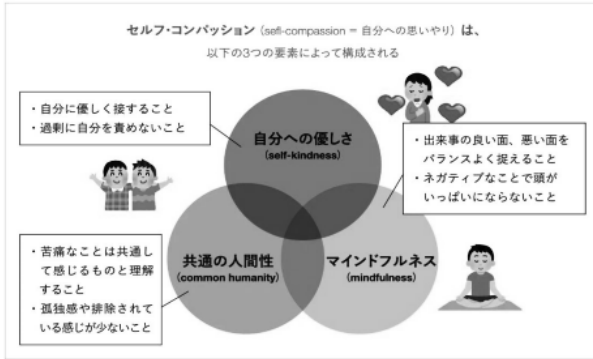 セルフ・コンパッション（sefl-compassion = 自分への思いやり）は、
以下の3つの要素によって構成される
・自分に優しく接すること
・過剰に自分を責めないこと
自分への優しさ
(self-kindness)
・出来事の良い面、悪い面を
バランスよく捉えること
・ネガティブなことで頭が
いっぱいにならないこと
共通の人間性
(common humanity)
マインドフルネス
(mindfulness)
・苦痛なことは共通し
て感じるものと理解
すること
・孤独感や排除されて
いる感じが少ないこと